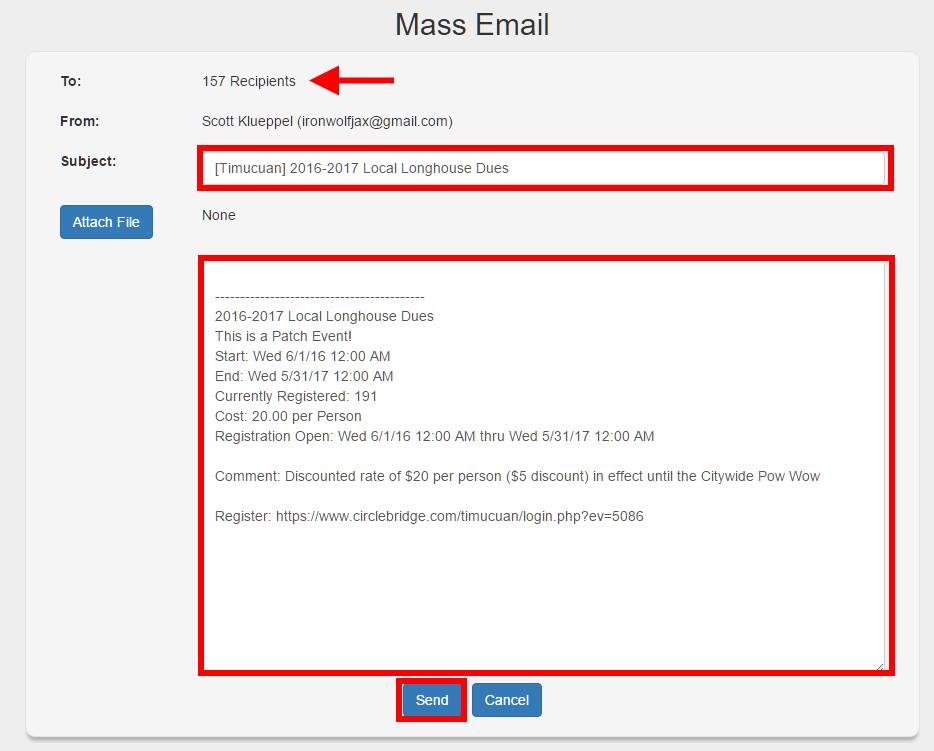 Mass Email
To: 157 Recipients
From: Scott Klueppel (ironwolfjax@gmail.com)
Subject: [Timucuan] 2016-2017 Local Longhouse Dues
Attach File None
------------------------------------------
2016-2017 Local Longhouse Dues
This is a Patch Event!
Start: Wed 6/1/16 12:00 AM
End: Wed 5/31/17 12:00 AM
Currently Registered: 191
Cost: 20.00 per Person
Registration Open: Wed 6/1/16 12:00 AM thru Wed 5/31/17 12:00 AM
Comment: Discounted rate of $20 per person ($5 discount) in effect until the Citywide Pow Wow
Register: https://www.circlebridge.com/timucuan/login.php?ev=5086
Send Cancel